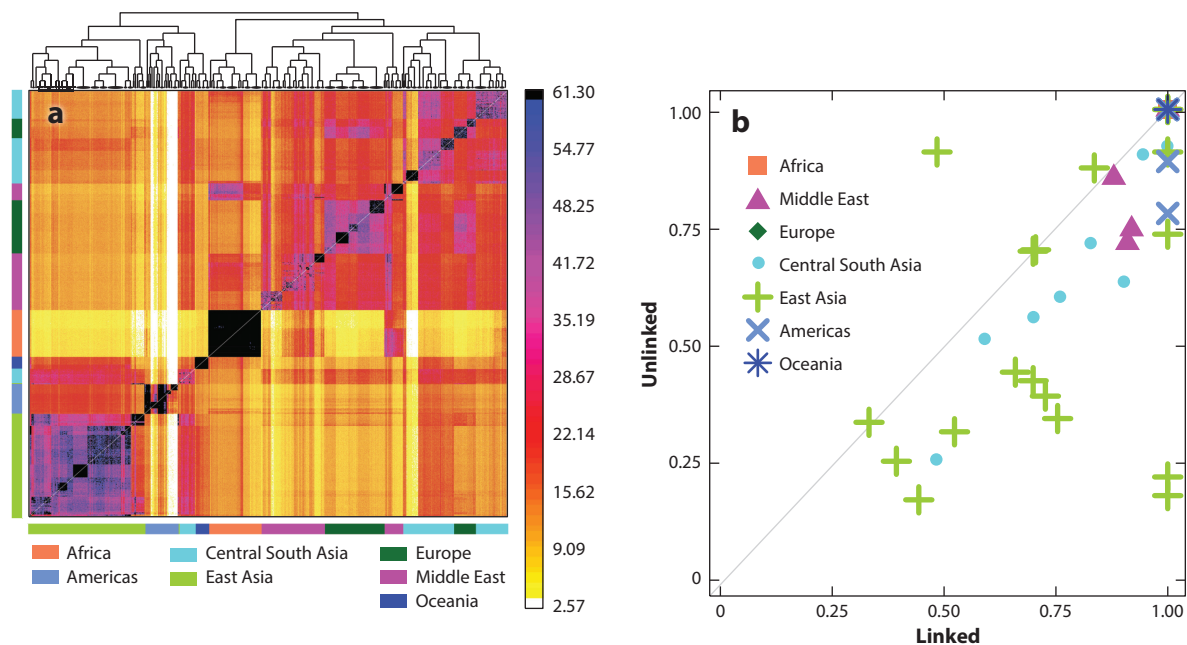 a
61.30
54.77
48.25
41.72
35.19
28.67
22.14
15.62
9.09
2.57
Africa
Americas
Central South Asia
East Asia
Europe
Middle East
Oceania
b
Africa
Middle East
Europe
Central South Asia
East Asia
Americas
Oceania
Unlinked
1.00
0.75
0.50
0.25
0
0
0.25
0.50
0.75
1.00
Linked